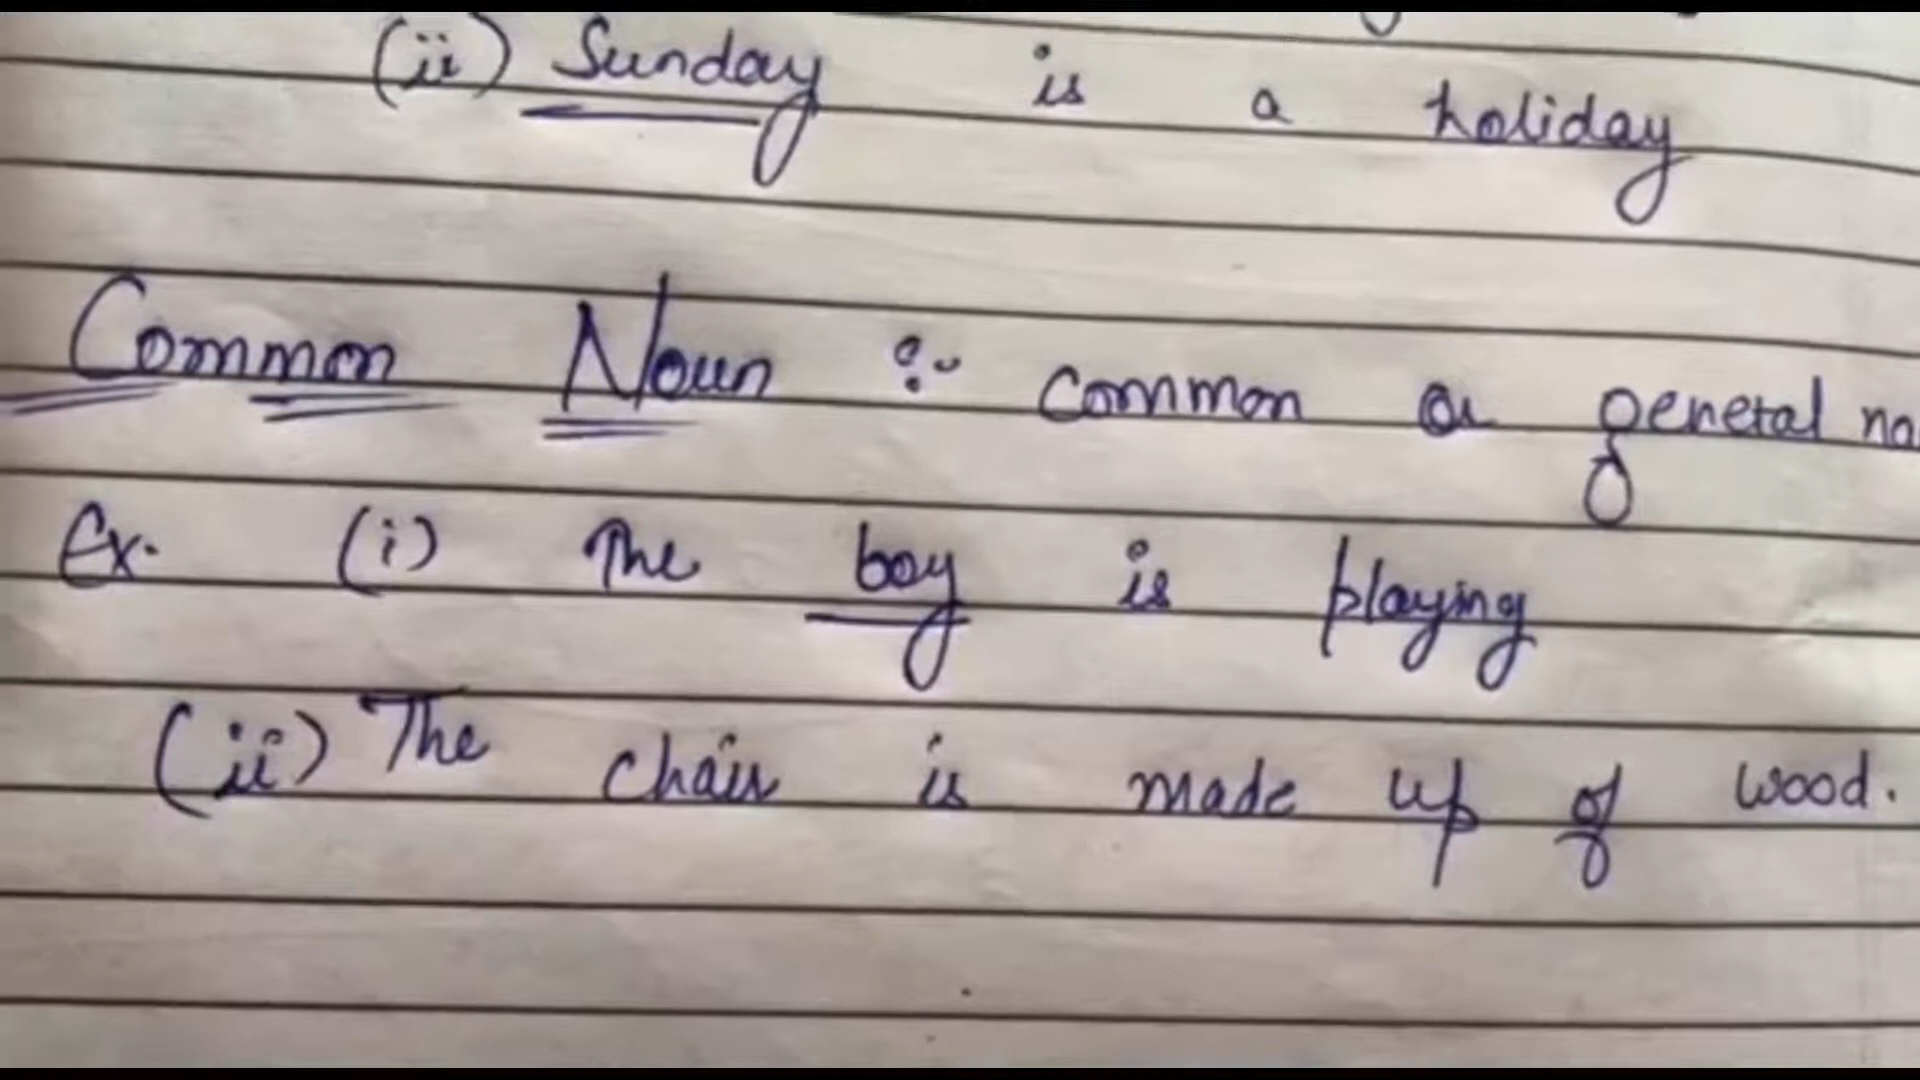 (ii) Sunday is a holiday
Common Noun :- common or general
Ex. (i) The boy is playing
(ii) The chair is made up of wood.